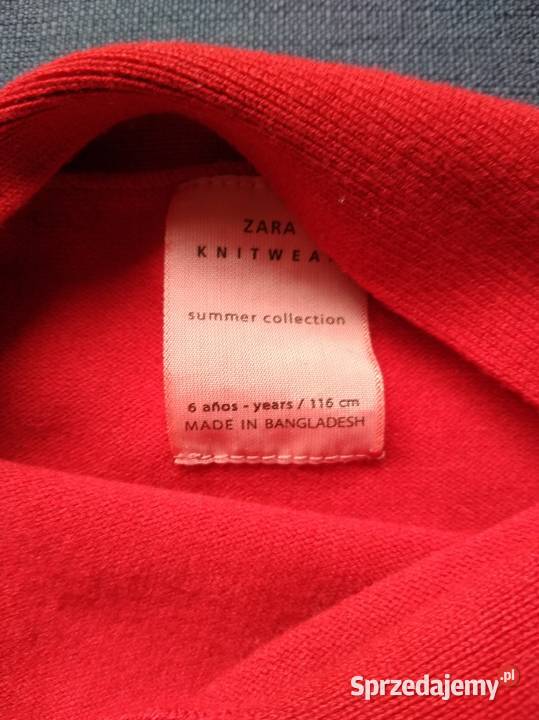 ZARA
KNITWEA
summer collection
6 años - years / 116 cm
MADE IN BANGLADESH
Sprzedajemy.pl